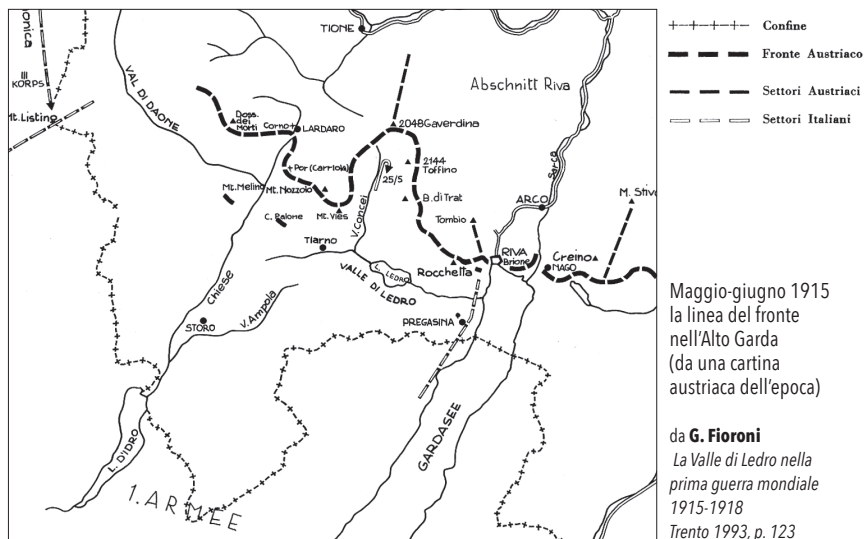 TIONE
onica
III
KORPS
Mt.Listino
VAL DI DAONE
Doss.
dei
Morti
Corno
LARDARO
Abschnitt Riva
2048 Gaverdina
2144
Toffino
Por (Carriola)
25/5
Mt. Melino
Mt. Nozzolo
B. di Trat
Sarca
ARCO
M. Stivo
C. Palone
Mt. Vies
V. Concei
Tombio
Tiarno
RIVA
Brione
Creino
NAGO
Rocchetta
Chiese
L. LEDRO
VALLE DI LEDRO
V. Ampola
STORO
PREGASINA
GARDASEE
L. D'IDRO
1. ARMEE
Confine
Fronte Austriaco
Settori Austriaci
Settori Italiani
Maggio-giugno 1915
la linea del fronte
nell'Alto Garda
(da una cartina
austriaca dell'epoca)
da G. Fioroni
La Valle di Ledro nella
prima guerra mondiale
1915-1918
Trento 1993, p. 123